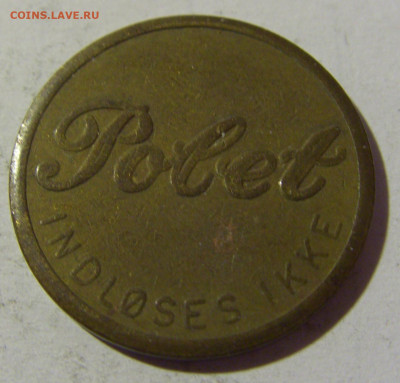 COINS.LAVE.RU
Polet
INDLØSES IKKE